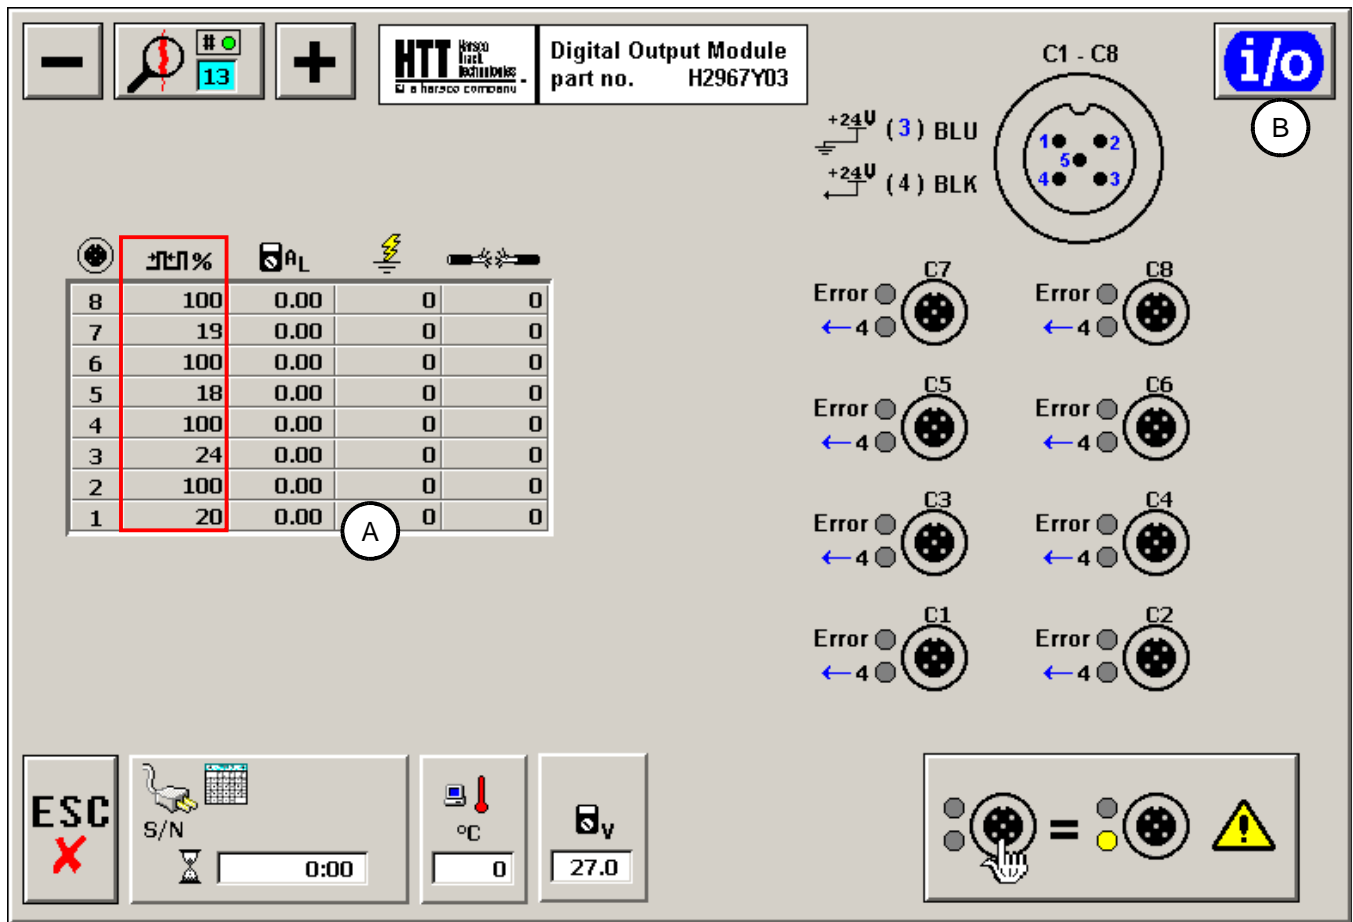 − # 13 +
HTT Harsco Track Technologies
a harsco company
Digital Output Module
part no. H2967Y03
C1 - C8
i/o
B
+24V (3) BLU
+24V (4) BLK
1 2
5
4 3
% A L
8 100 0.00 0 0
7 19 0.00 0 0
6 100 0.00 0 0
5 18 0.00 0 0
4 100 0.00 0 0
3 24 0.00 0 0
2 100 0.00 0 0
1 20 0.00 0 0
A
C7 C8
Error Error
←4 ←4
C5 C6
Error Error
←4 ←4
C3 C4
Error Error
←4 ←4
C1 C2
Error Error
←4 ←4
ESC
X
S/N
0:00
°C
0
V
27.0
=
!